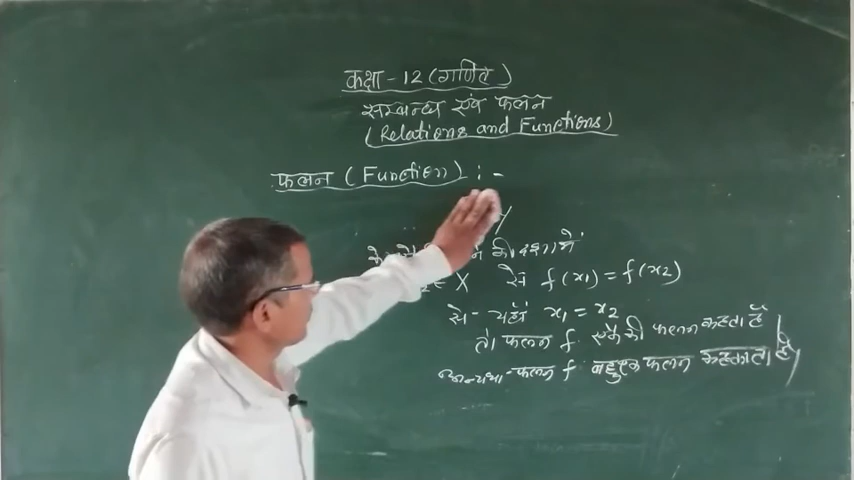 कक्षा-12 (गणित)
सम्बन्ध एवं फलन
(Relations and Functions)
फलन (Function) :-
Y
की दशा में
X से f(x1) = f(x2)
से- यहाँ x1 = x2
तो फलन f एकैकी फलन कहता है
अन्यथा-फलन f बहुएक फलन कहलाता है